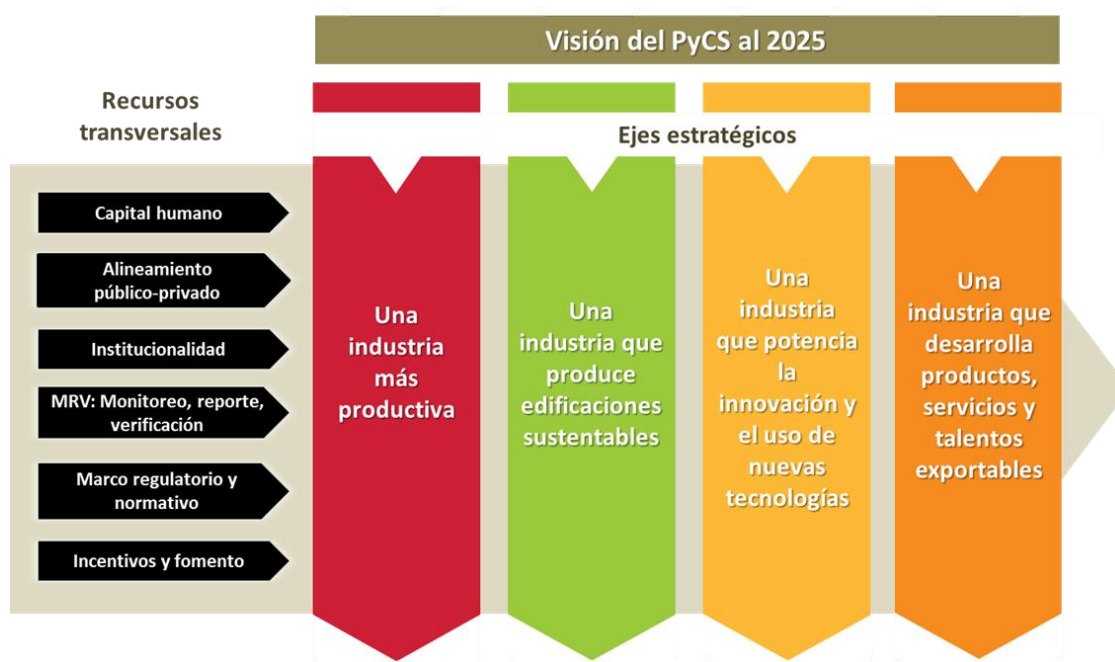 Visión del PyCS al 2025
Recursos
transversales
Ejes estratégicos
Capital humano
Alineamiento
público-privado
Institucionalidad
MRV: Monitoreo, reporte,
verificación
Marco regulatorio y
normativo
Incentivos y fomento
Una
industria
más
productiva
Una
industria que
produce
edificaciones
sustentables
Una
industria
que potencia
la
innovación y
el uso de
nuevas
tecnologías
Una
industria que
desarrolla
productos,
servicios y
talentos
exportables